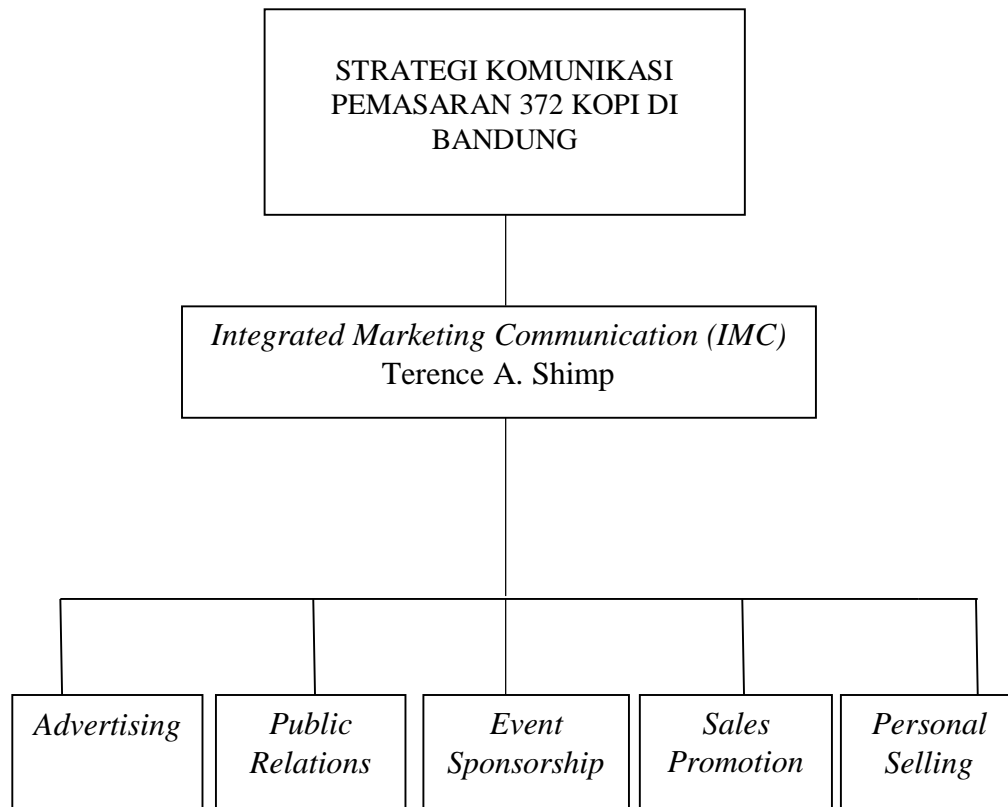 STRATEGI KOMUNIKASI
PEMASARAN 372 KOPI DI
BANDUNG
Integrated Marketing Communication (IMC)
Terence A. Shimp
Advertising
Public
Relations
Event
Sponsorship
Sales
Promotion
Personal
Selling